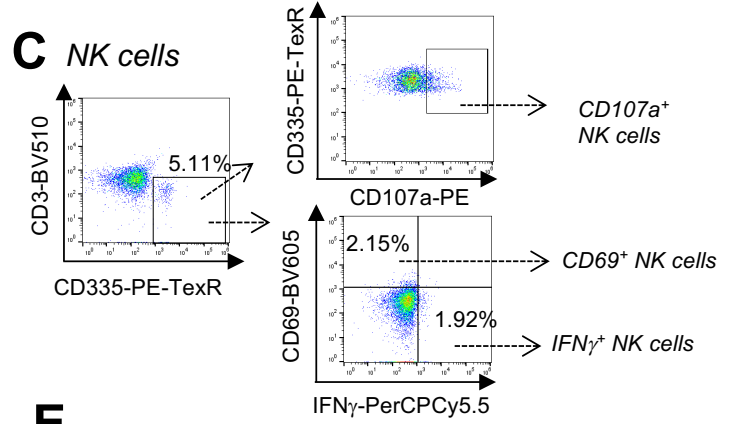 C NK cells
CD3-BV510
5.11%
CD335-PE-TexR
CD335-PE-TexR
CD107a-PE
CD107a⁺
NK cells
CD69-BV605
2.15%
1.92%
IFNγ-PerCPCy5.5
CD69⁺ NK cells
IFNγ⁺ NK cells